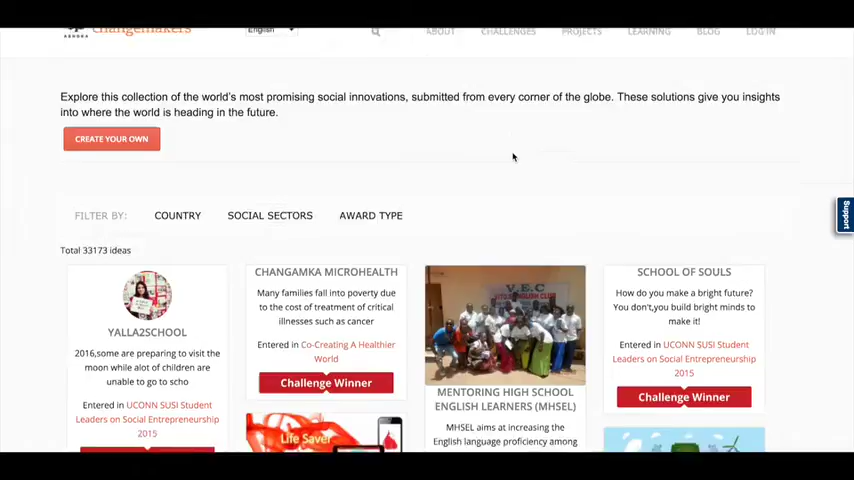 changemakers
English
ABOUT
CHALLENGES
PROJECTS
LEARNING
BLOG
LOG IN
Explore this collection of the world's most promising social innovations, submitted from every corner of the globe. These solutions give you insights
into where the world is heading in the future.
CREATE YOUR OWN
Support
FILTER BY:
COUNTRY
SOCIAL SECTORS
AWARD TYPE
Total 33173 ideas
YALLA2SCHOOL
2016,some are preparing to visit the
moon while alot of children are
unable to go to scho
Entered in UCONN SUSI Student
Leaders on Social Entrepreneurship
2015
CHANGAMKA MICROHEALTH
Many families fall into poverty due
to the cost of treatment of critical
illnesses such as cancer
Entered in Co-Creating A Healthier
World
Challenge Winner
Life Saver
V.E.C
MENTORING HIGH SCHOOL
ENGLISH LEARNERS (MHSEL)
MHSEL aims at increasing the
English language proficiency among
SCHOOL OF SOULS
How do you make a bright future?
You don't,you build bright minds to
make it!
Entered in UCONN SUSI Student
Leaders on Social Entrepreneurship
2015
Challenge Winner